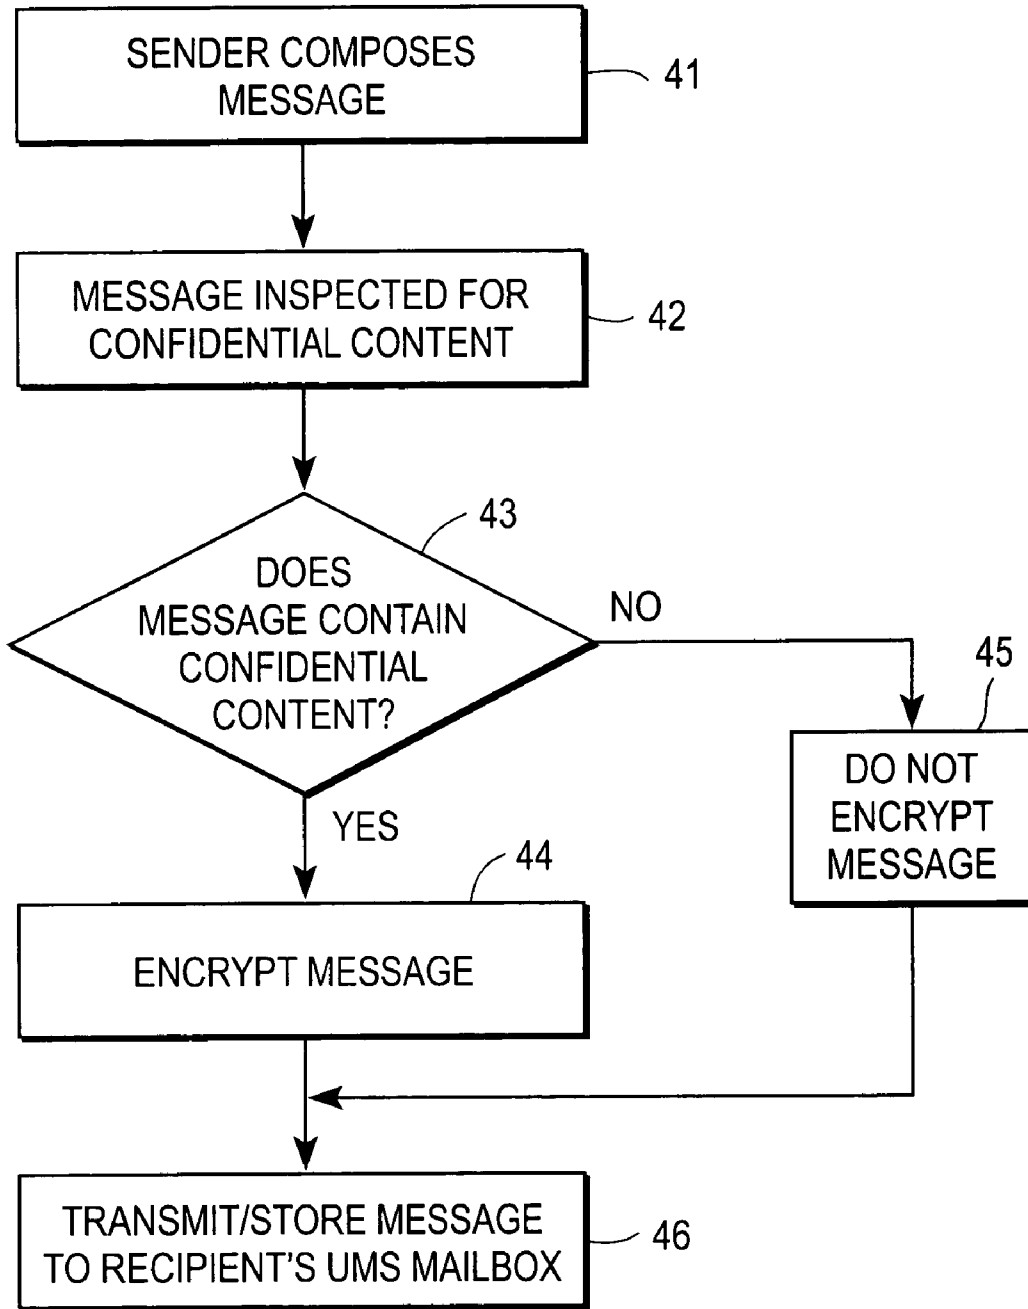 SENDER COMPOSES
MESSAGE
41
MESSAGE INSPECTED FOR
CONFIDENTIAL CONTENT
42
43
DOES
MESSAGE CONTAIN
CONFIDENTIAL
CONTENT?
NO
45
DO NOT
ENCRYPT
MESSAGE
YES
44
ENCRYPT MESSAGE
TRANSMIT/STORE MESSAGE
TO RECIPIENT'S UMS MAILBOX
46